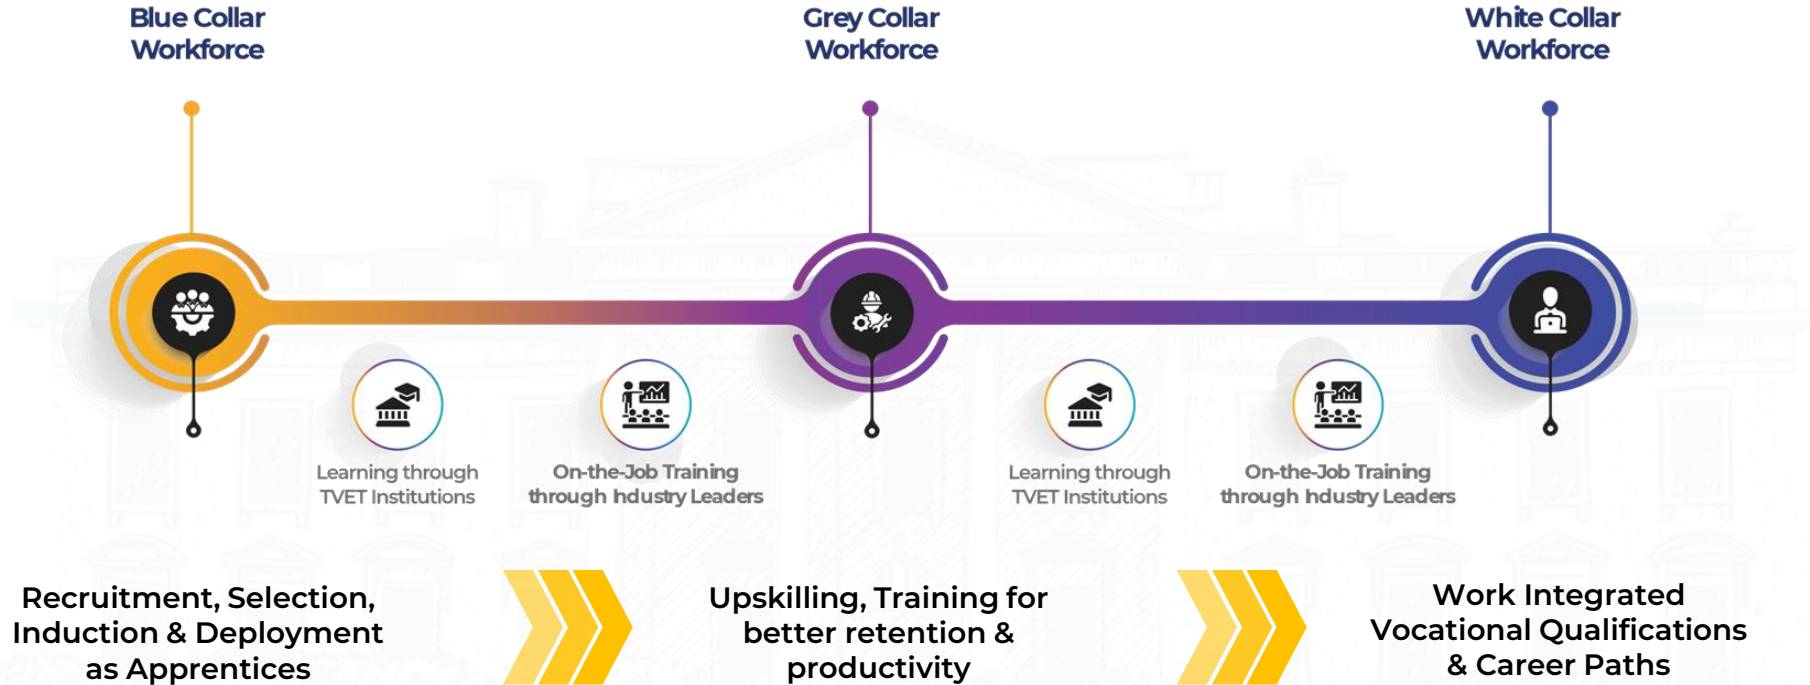 Blue Collar
Workforce
Grey Collar
Workforce
White Collar
Workforce
Learning through
TVET Institutions
On-the-Job Training
through Industry Leaders
Learning through
TVET Institutions
On-the-Job Training
through Industry Leaders
Recruitment, Selection,
Induction & Deployment
as Apprentices
Upskilling, Training for
better retention &
productivity
Work Integrated
Vocational Qualifications
& Career Paths